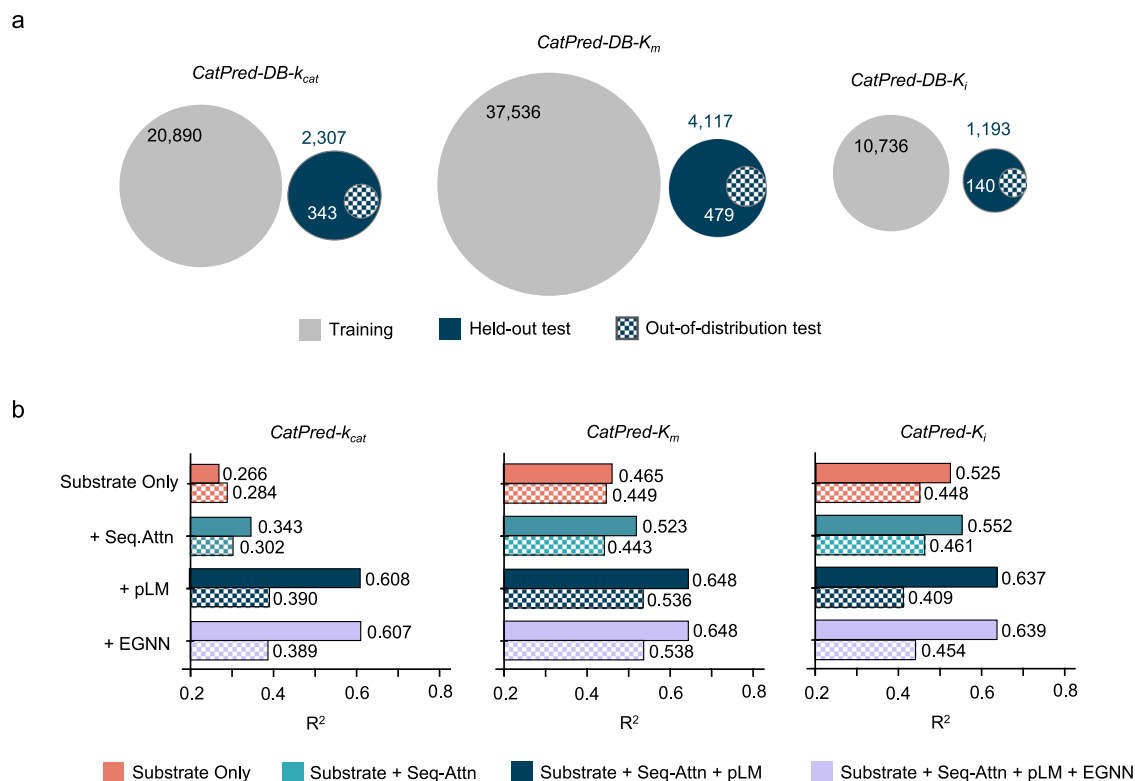 a
CatPred-DB-kcat
CatPred-DB-Km
CatPred-DB-Ki
20,890
2,307
343
37,536
4,117
479
10,736
1,193
140
Training
Held-out test
Out-of-distribution test
b
CatPred-kcat
CatPred-Km
CatPred-Ki
Substrate Only
+ Seq.Attn
+ pLM
+ EGNN
0.266
0.284
0.343
0.302
0.608
0.390
0.607
0.389
0.2 0.4 0.6 0.8
R²
0.465
0.449
0.523
0.443
0.648
0.536
0.648
0.538
0.2 0.4 0.6 0.8
R²
0.525
0.448
0.552
0.461
0.637
0.409
0.639
0.454
0.2 0.4 0.6 0.8
R²
Substrate Only
Substrate + Seq-Attn
Substrate + Seq-Attn + pLM
Substrate + Seq-Attn + pLM + EGNN